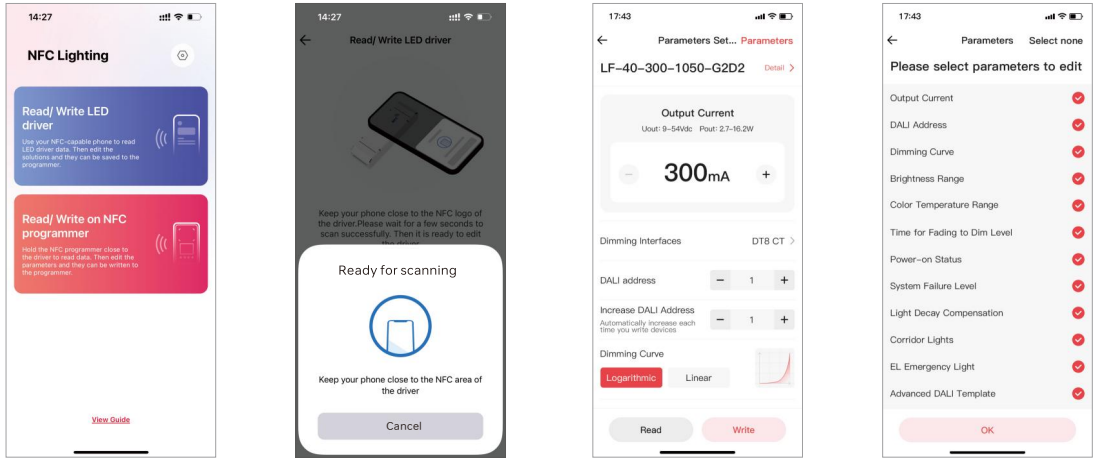 14:27
NFC Lighting
Read/ Write LED
driver
Use your NFC-capable phone to read
LED driver data. Then edit the
solutions and they can be saved to the
programmer.
Read/ Write on NFC
programmer
Hold the NFC programmer close to
the driver to read data. Then edit the
parameters and they can be written to
the programmer.
View Guide
14:27
Read/ Write LED driver
Keep your phone close to the NFC logo of
the driver.Please wait for a few seconds to
scan successfully. Then it is ready to edit
the driver
Ready for scanning
Keep your phone close to the NFC area of
the driver
Cancel
17:43
Parameters Set... Parameters
LF-40-300-1050-G2D2 Detail >
Output Current
Uout: 9-54Vdc Pout: 2.7-16.2W
− 300mA +
Dimming Interfaces DT8 CT >
DALI address − 1 +
Increase DALI Address
Automatically increase each
time you write devices
− 1 +
Dimming Curve
Logarithmic Linear
Read Write
17:43
Parameters Select none
Please select parameters to edit
Output Current
DALI Address
Dimming Curve
Brightness Range
Color Temperature Range
Time for Fading to Dim Level
Power-on Status
System Failure Level
Light Decay Compensation
Corridor Lights
EL Emergency Light
Advanced DALI Template
OK